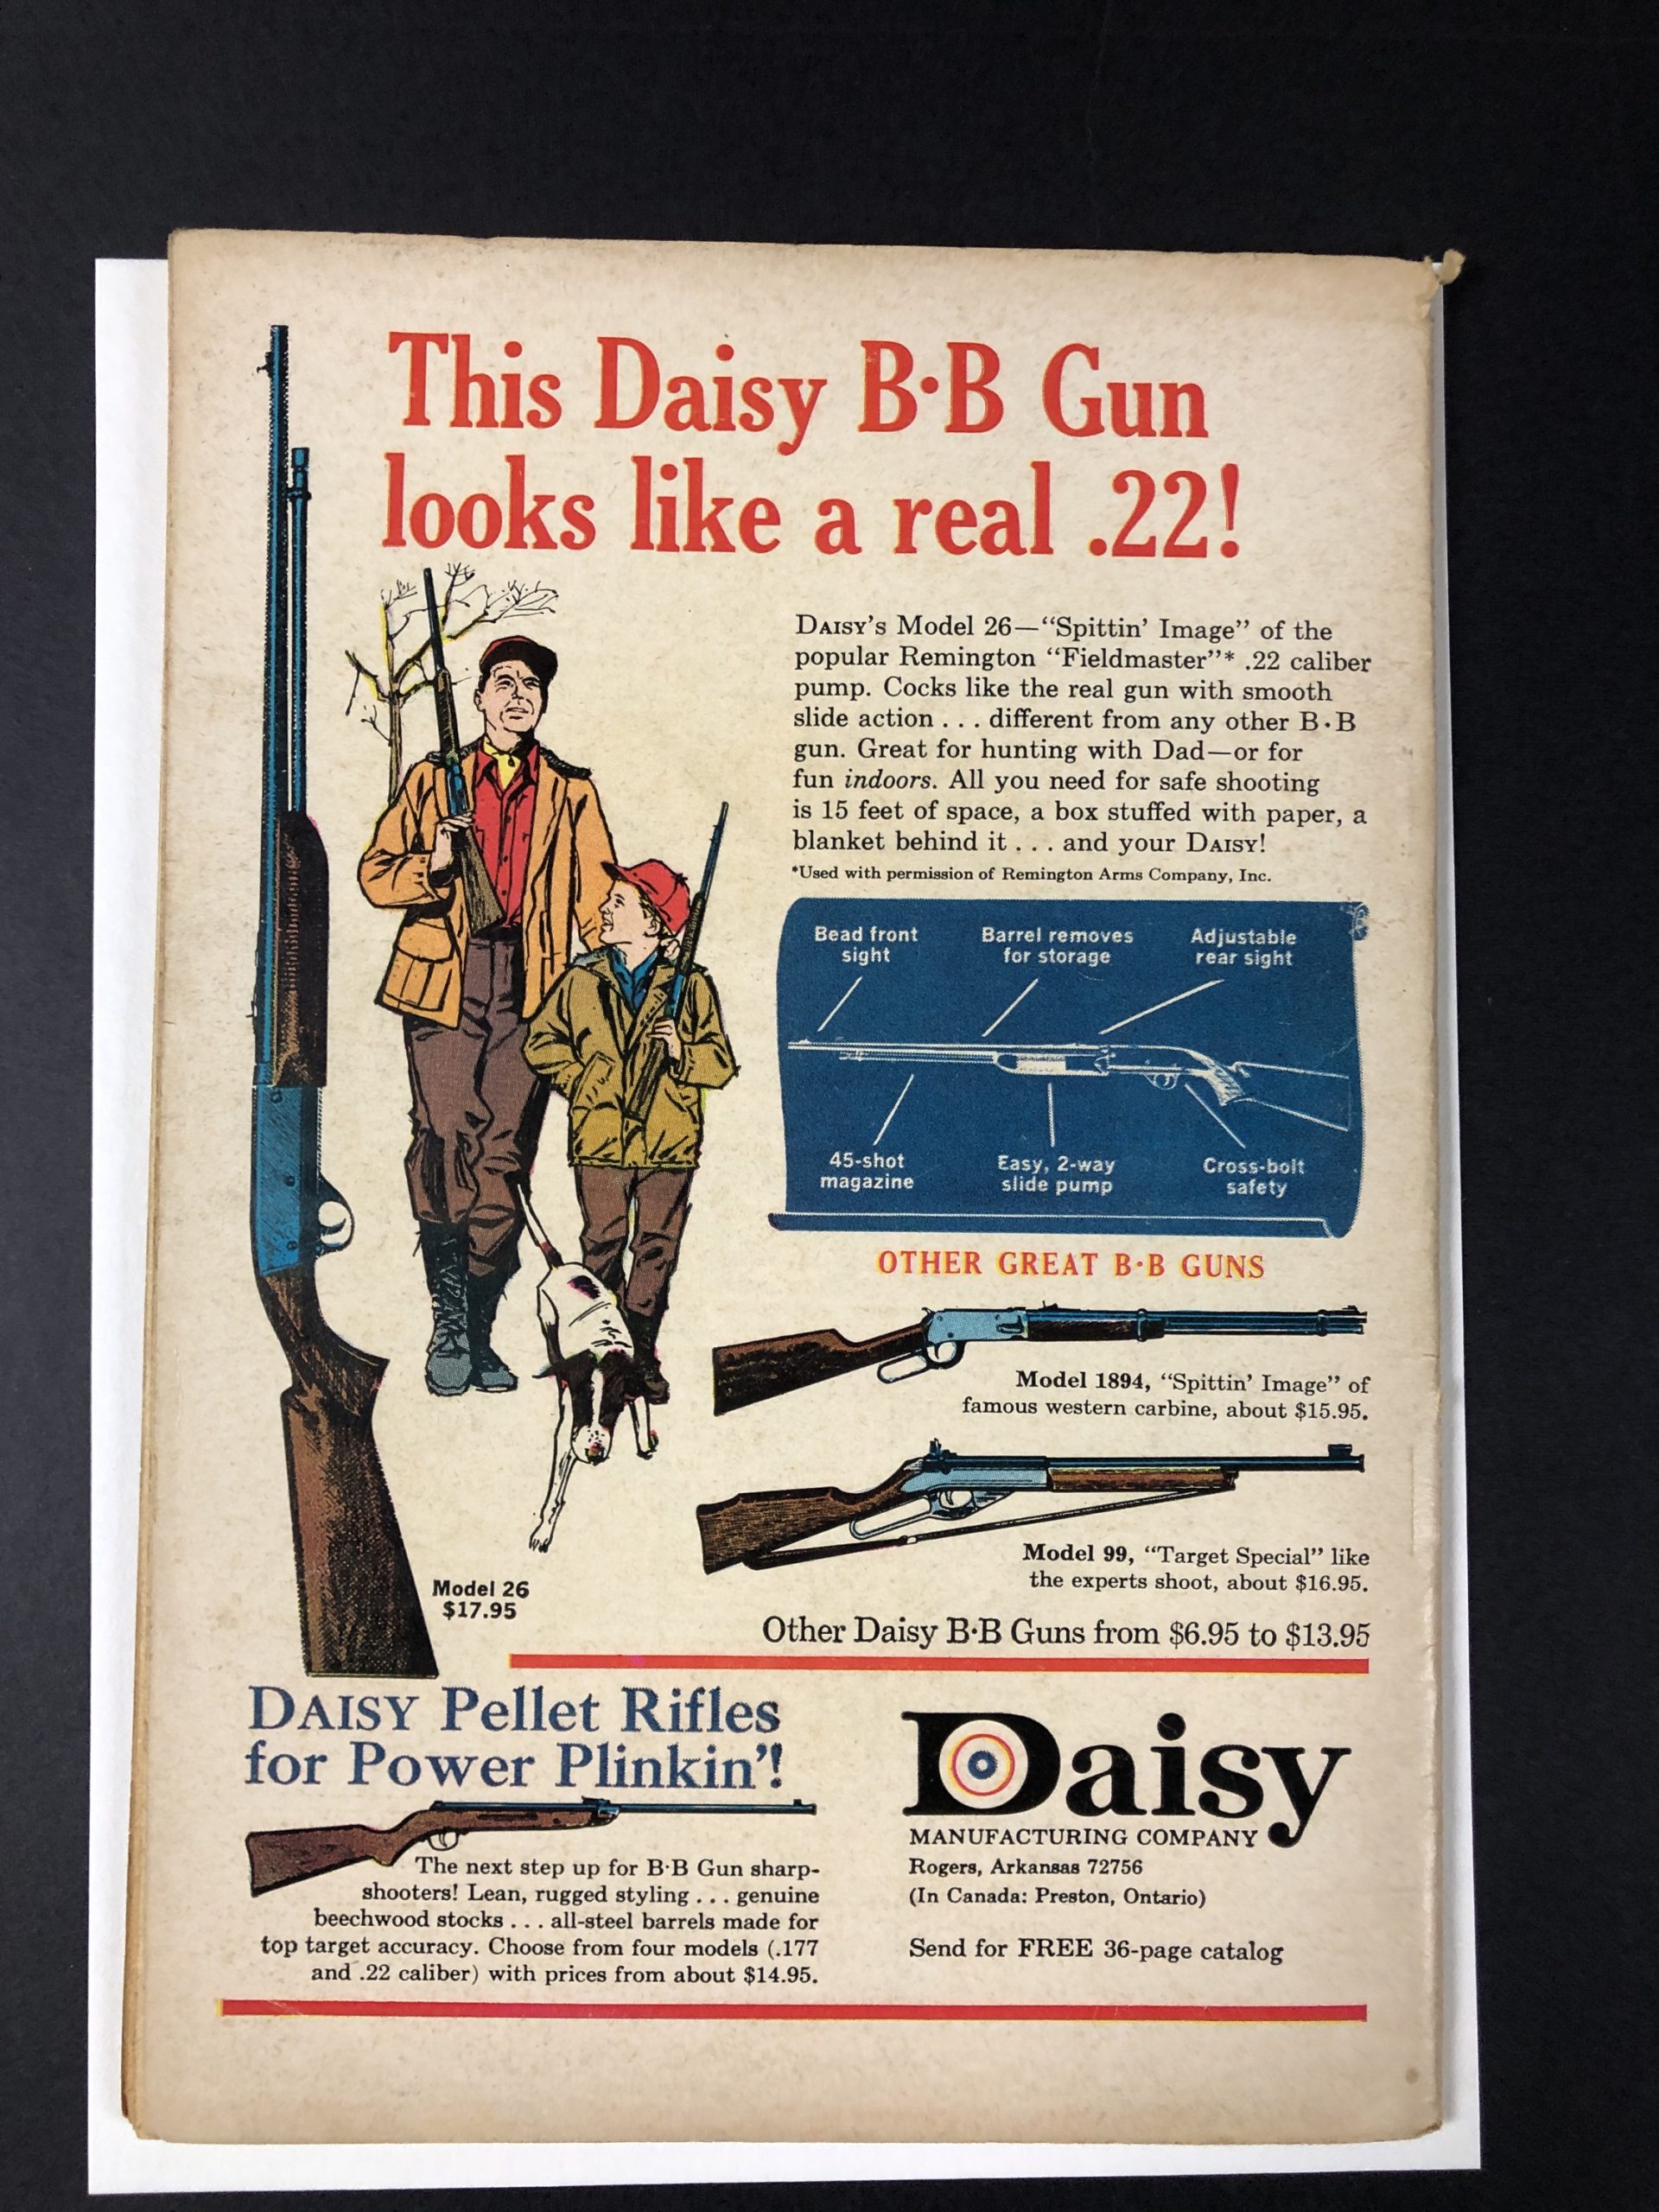 This Daisy B·B Gun
looks like a real .22!
DAISY'S Model 26—“Spittin’ Image” of the
popular Remington “Fieldmaster”* .22 caliber
pump. Cocks like the real gun with smooth
slide action . . . different from any other B·B
gun. Great for hunting with Dad—or for
fun indoors. All you need for safe shooting
is 15 feet of space, a box stuffed with paper, a
blanket behind it . . . and your DAISY!
*Used with permission of Remington Arms Company, Inc.
Bead front
sight
Barrel removes
for storage
Adjustable
rear sight
45-shot
magazine
Easy, 2-way
slide pump
Cross-bolt
safety
OTHER GREAT B·B GUNS
Model 1894, “Spittin’ Image” of
famous western carbine, about $15.95.
Model 99, “Target Special” like
the experts shoot, about $16.95.
Model 26
$17.95
Other Daisy B·B Guns from $6.95 to $13.95
DAISY Pellet Rifles
for Power Plinkin’!
The next step up for B·B Gun sharp-
shooters! Lean, rugged styling . . . genuine
beechwood stocks . . . all-steel barrels made for
top target accuracy. Choose from four models (.177
and .22 caliber) with prices from about $14.95.
Daisy
MANUFACTURING COMPANY
Rogers, Arkansas 72756
(In Canada: Preston, Ontario)
Send for FREE 36-page catalog